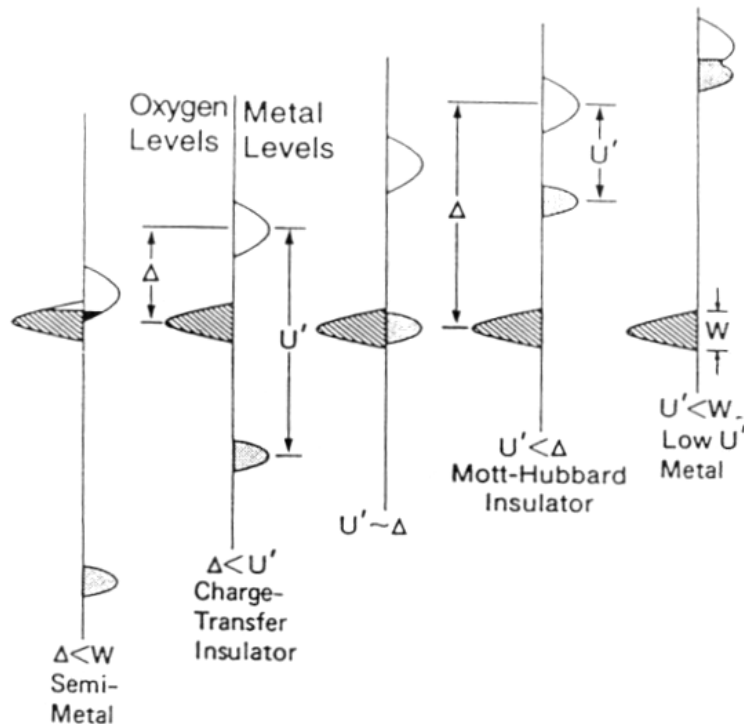 Oxygen Levels
Metal Levels
Δ
U'
Δ
U'
W
Δ<W
Semi-
Metal
Δ<U'
Charge-
Transfer
Insulator
U'~Δ
U'<Δ
Mott-Hubbard
Insulator
U'<W
Low U'
Metal